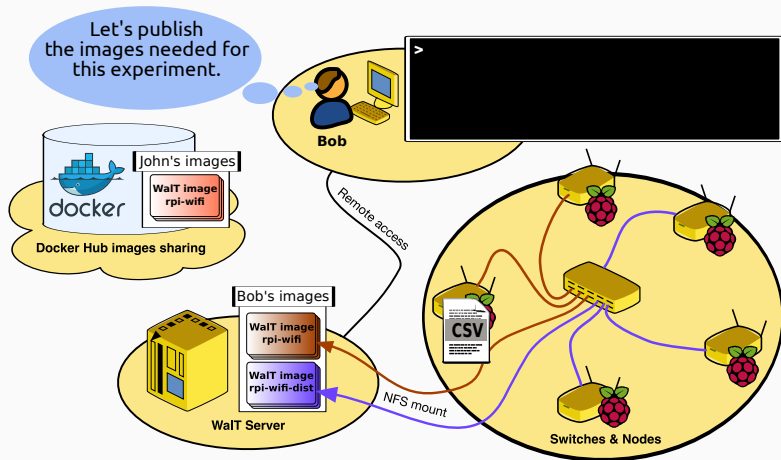 Let's publish
the images needed for
this experiment.
>
Bob
John's images
WalT image
rpi-wifi
docker
Docker Hub images sharing
Remote access
Bob's images
WalT image
rpi-wifi
WalT image
rpi-wifi-dist
WalT Server
NFS mount
CSV
Switches & Nodes